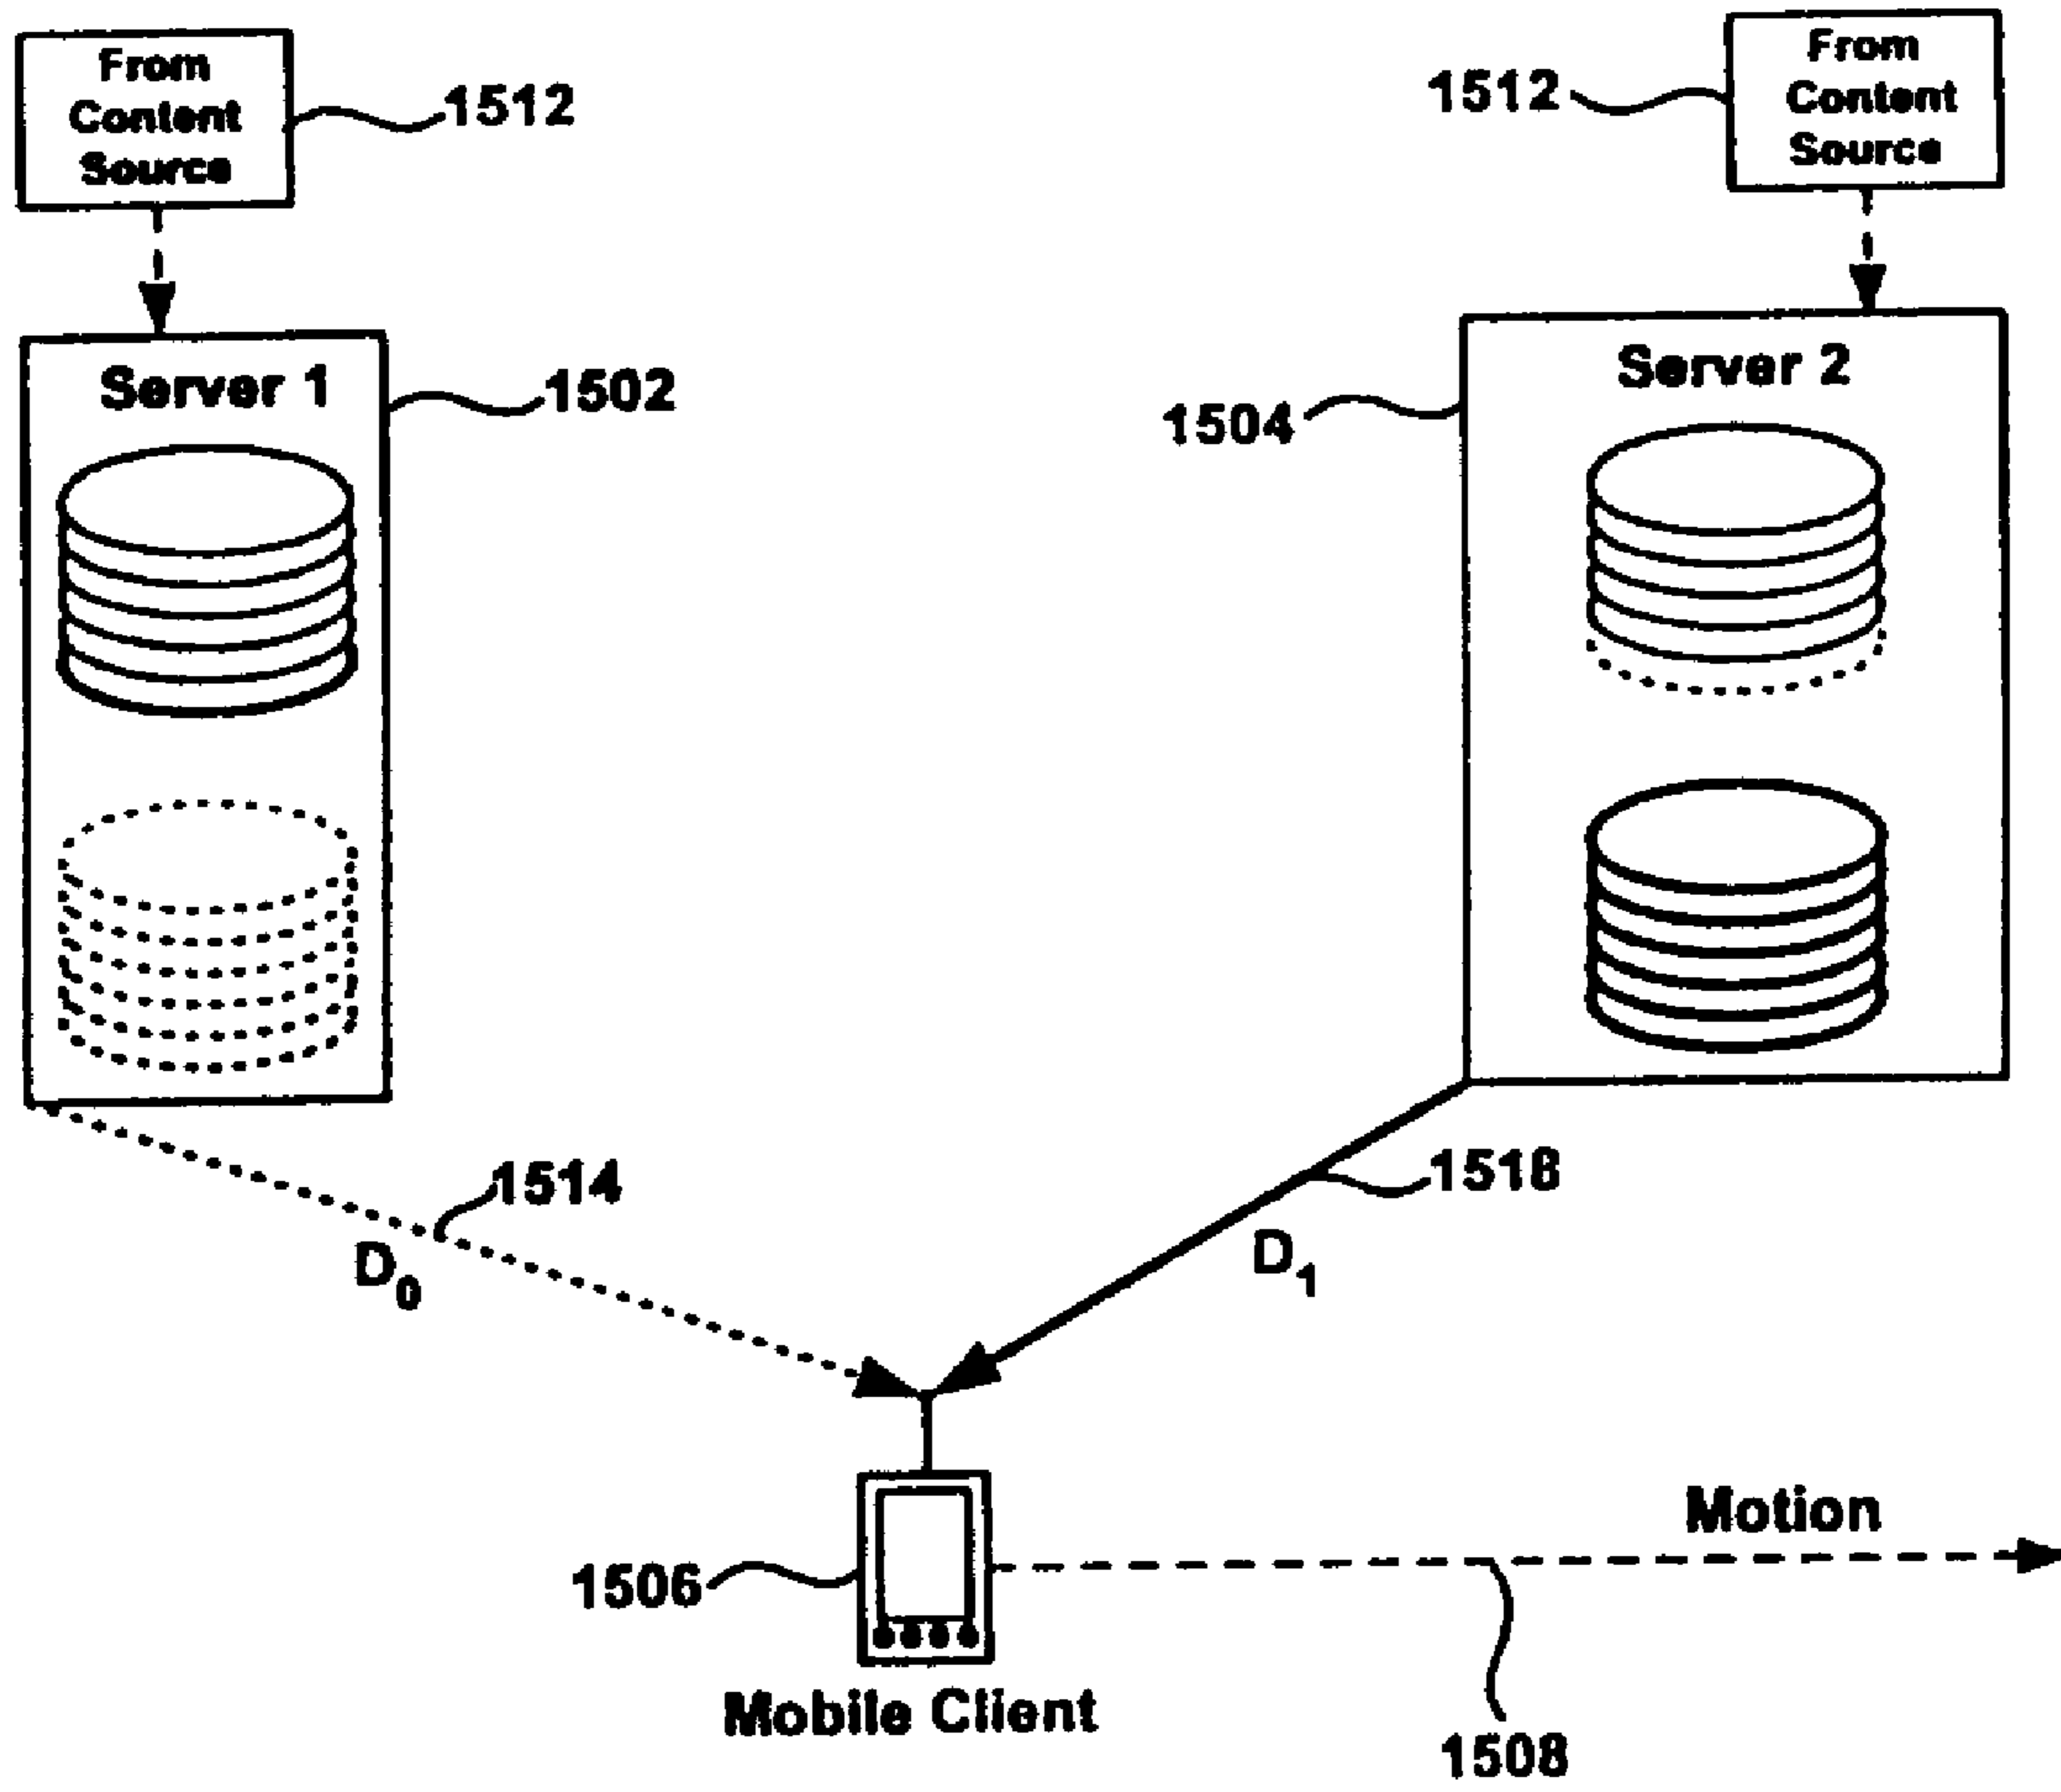 From
Content
Source
1512
1512
From
Content
Source
Server 1
1502
1504
Server 2
1514
D0
1518
D1
Motion
1506
Mobile Client
1508